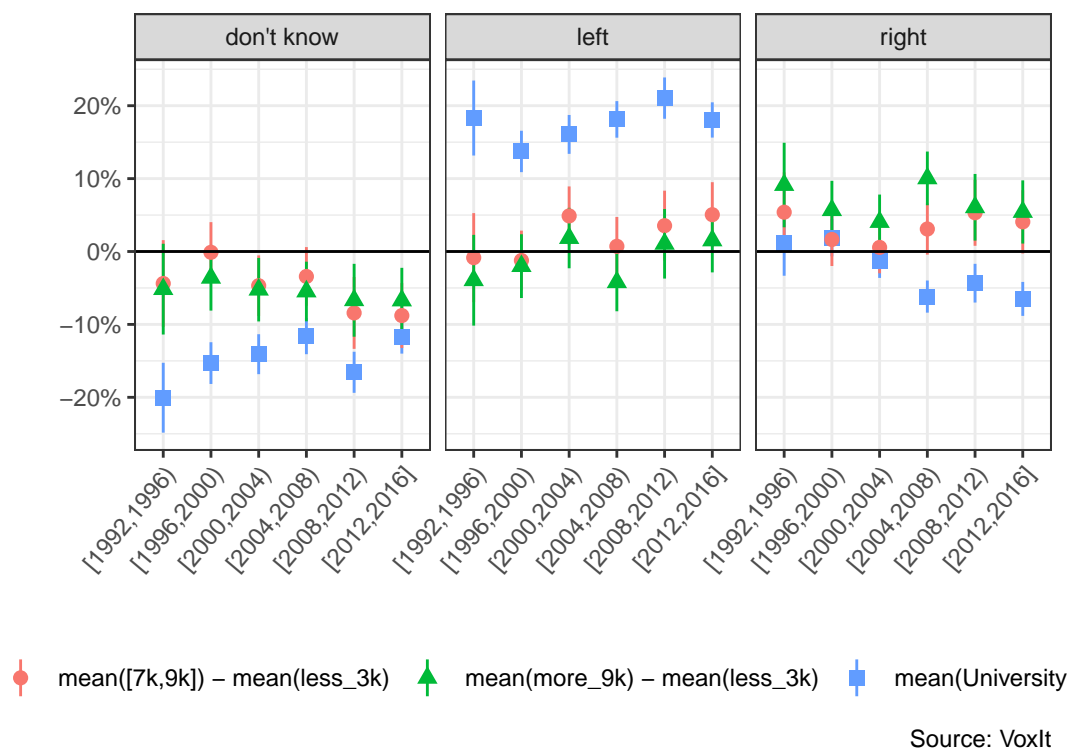 don't know left right
20%
10%
0%
−10%
−20%
[1992,1996) [1996,2000) [2000,2004) [2004,2008) [2008,2012) [2012,2016] [1992,1996) [1996,2000) [2000,2004) [2004,2008) [2008,2012) [2012,2016] [1992,1996) [1996,2000) [2000,2004) [2004,2008) [2008,2012) [2012,2016]
mean([7k,9k]) − mean(less_3k) mean(more_9k) − mean(less_3k) mean(University
Source: VoxIt